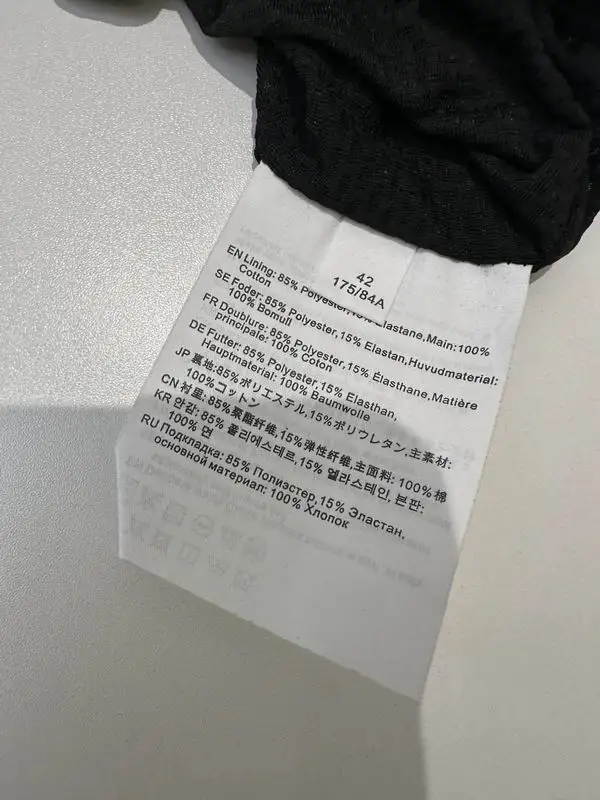 42
175/84A
EN Lining: 85% Polyester, 15% Elastane,Main:100%
Cotton
SE Foder: 85% Polyester,15% Elastan,Huvudmaterial:
100% Bomull
FR Doublure: 85% Polyester,15% Élasthane,Matière
principale: 100% Coton
DE Futter: 85% Polyester,15% Elasthan,
Hauptmaterial: 100% Baumwolle
JP 裏地:85%ポリエステル,15%ポリウレタン,主素材:
100%コットン
CN 村里: 85%聚酯纤维,15%弹性纤维,主面料: 100%棉
KR 안감: 85% 폴리에스테르,15% 엘라스테인, 본판:
100% 면
RU Подкладка: 85% Полиэстер,15% Эластан,
основной материал: 100% Хлопок